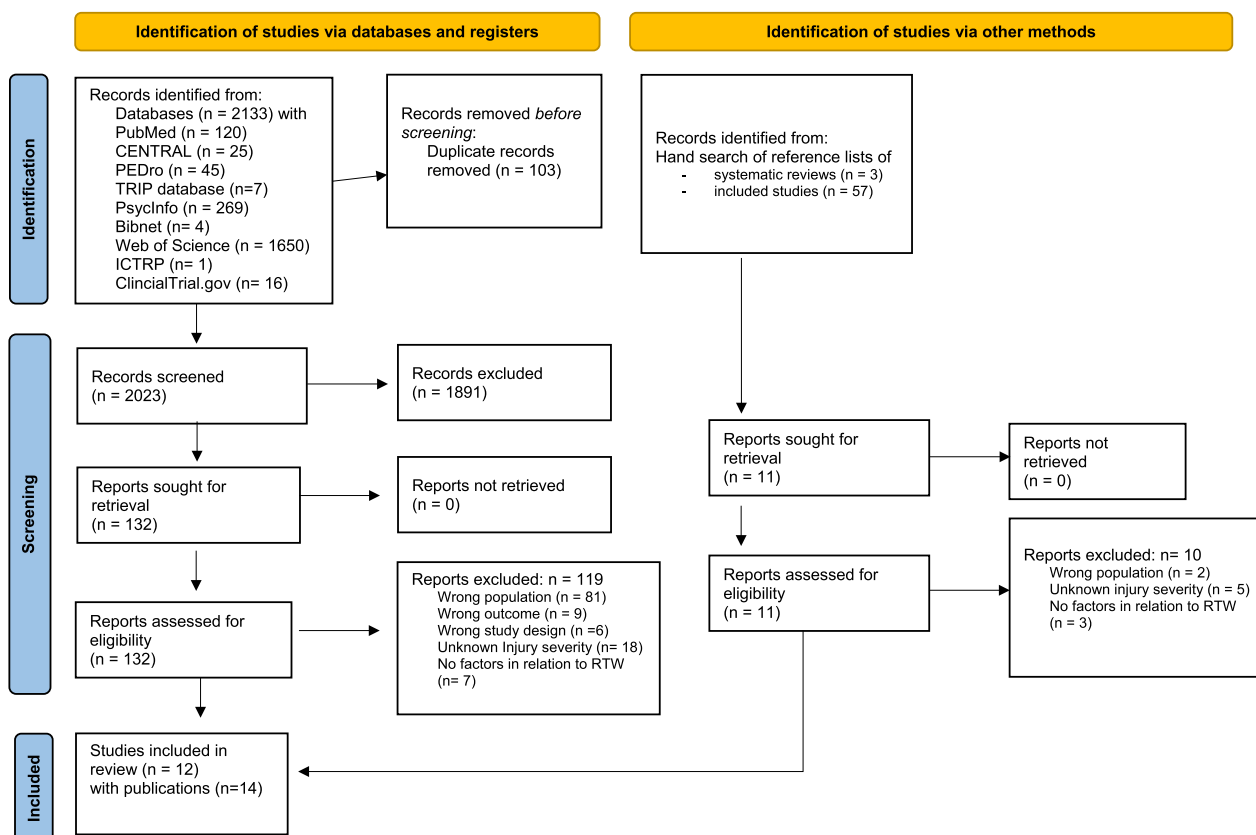 Identification of studies via databases and registers
Identification of studies via other methods
Identification
Records identified from:
Databases (n = 2133) with
PubMed (n = 120)
CENTRAL (n = 25)
PEDro (n = 45)
TRIP database (n=7)
PsycInfo (n = 269)
Bibnet (n= 4)
Web of Science (n = 1650)
ICTRP (n= 1)
ClincialTrial.gov (n= 16)
Records removed before
screening:
Duplicate records
removed (n = 103)
Records identified from:
Hand search of reference lists of
- systematic reviews (n = 3)
- included studies (n = 57)
Screening
Records screened
(n = 2023)
Records excluded
(n = 1891)
Reports sought for
retrieval
(n = 132)
Reports not retrieved
(n = 0)
Reports sought for
retrieval
(n = 11)
Reports not
retrieved
(n = 0)
Reports assessed for
eligibility
(n = 132)
Reports excluded: n = 119
Wrong population (n = 81)
Wrong outcome (n = 9)
Wrong study design (n =6)
Unknown Injury severity (n= 18)
No factors in relation to RTW
(n= 7)
Reports assessed for
eligibility
(n = 11)
Reports excluded: n= 10
Wrong population (n = 2)
Unknown injury severity (n = 5)
No factors in relation to RTW
(n = 3)
Included
Studies included in
review (n = 12)
with publications (n=14)